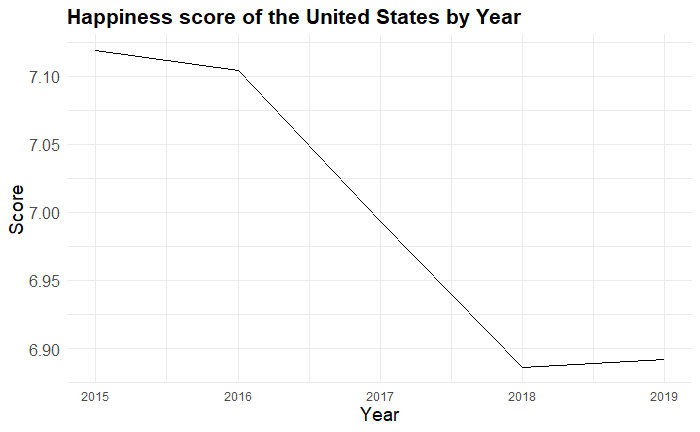 Happiness score of the United States by Year
7.10
7.05
7.00
6.95
6.90
Score
2015 2016 2017 2018 2019
Year